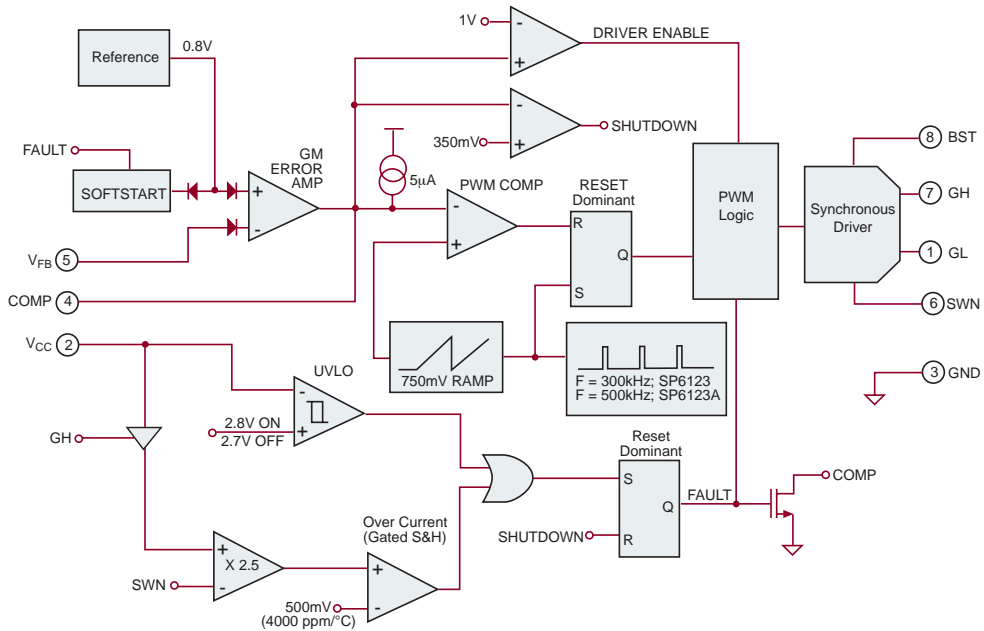 1V
-
+
DRIVER ENABLE
Reference
0.8V
-
+
350mV
SHUTDOWN
FAULT
SOFTSTART
GM
ERROR
AMP
+
-
5µA
PWM COMP
-
+
RESET
Dominant
R
Q
S
PWM
Logic
Synchronous
Driver
8 BST
7 GH
1 GL
6 SWN
3 GND
VFB 5
COMP 4
VCC 2
750mV RAMP
F = 300kHz; SP6123
F = 500kHz; SP6123A
UVLO
-
+
2.8V ON
2.7V OFF
GH
Reset
Dominant
S
Q
R
FAULT
COMP
SHUTDOWN
Over Current
(Gated S&H)
+
-
X 2.5
+
-
SWN
500mV
(4000 ppm/°C)